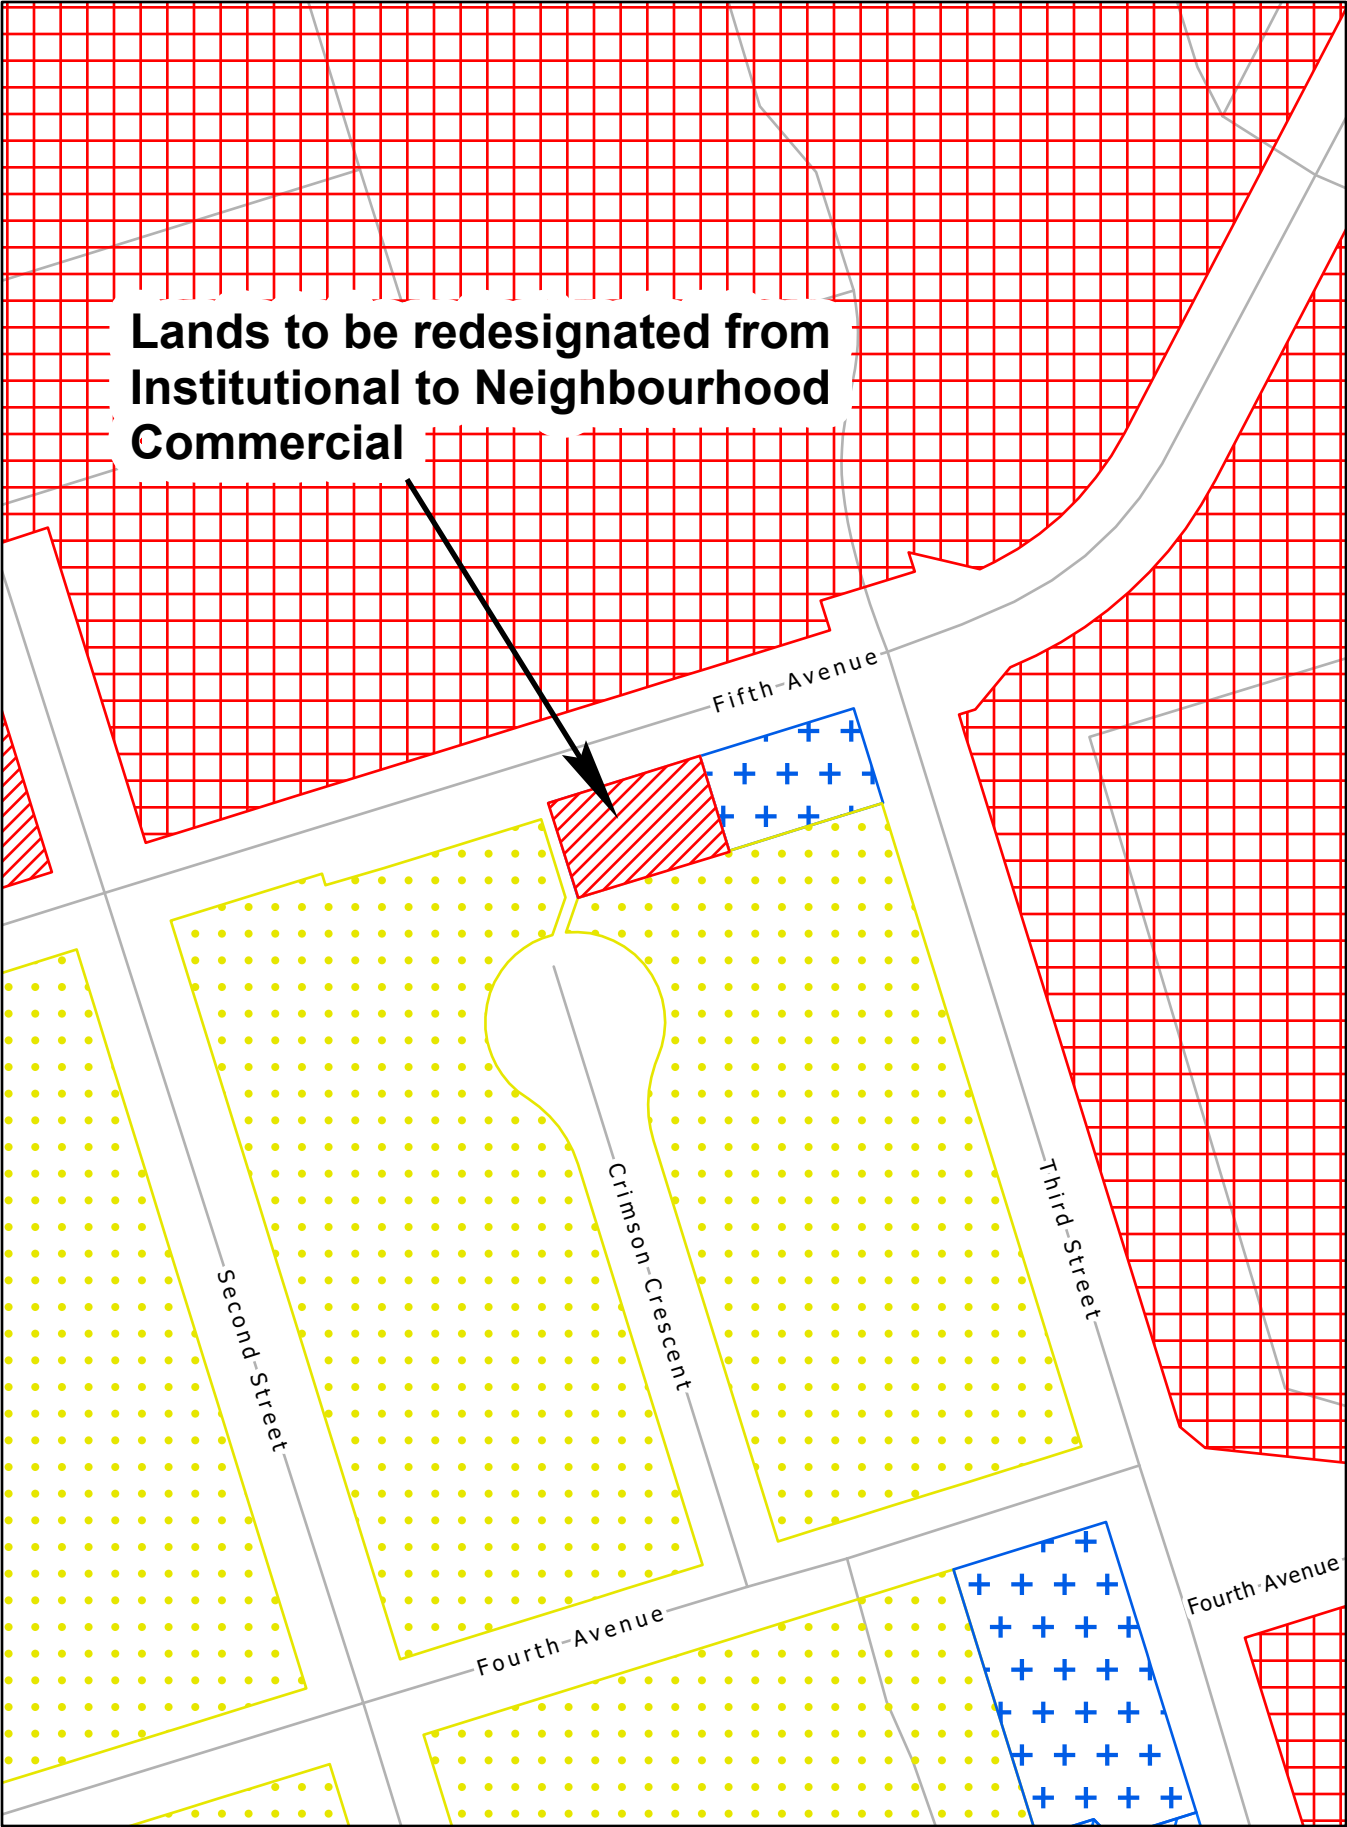 Lands to be redesignated from
Institutional to Neighbourhood
Commercial
Fifth Avenue
Crimson Crescent
Third Street
Second Street
Fourth Avenue
Fourth Avenue